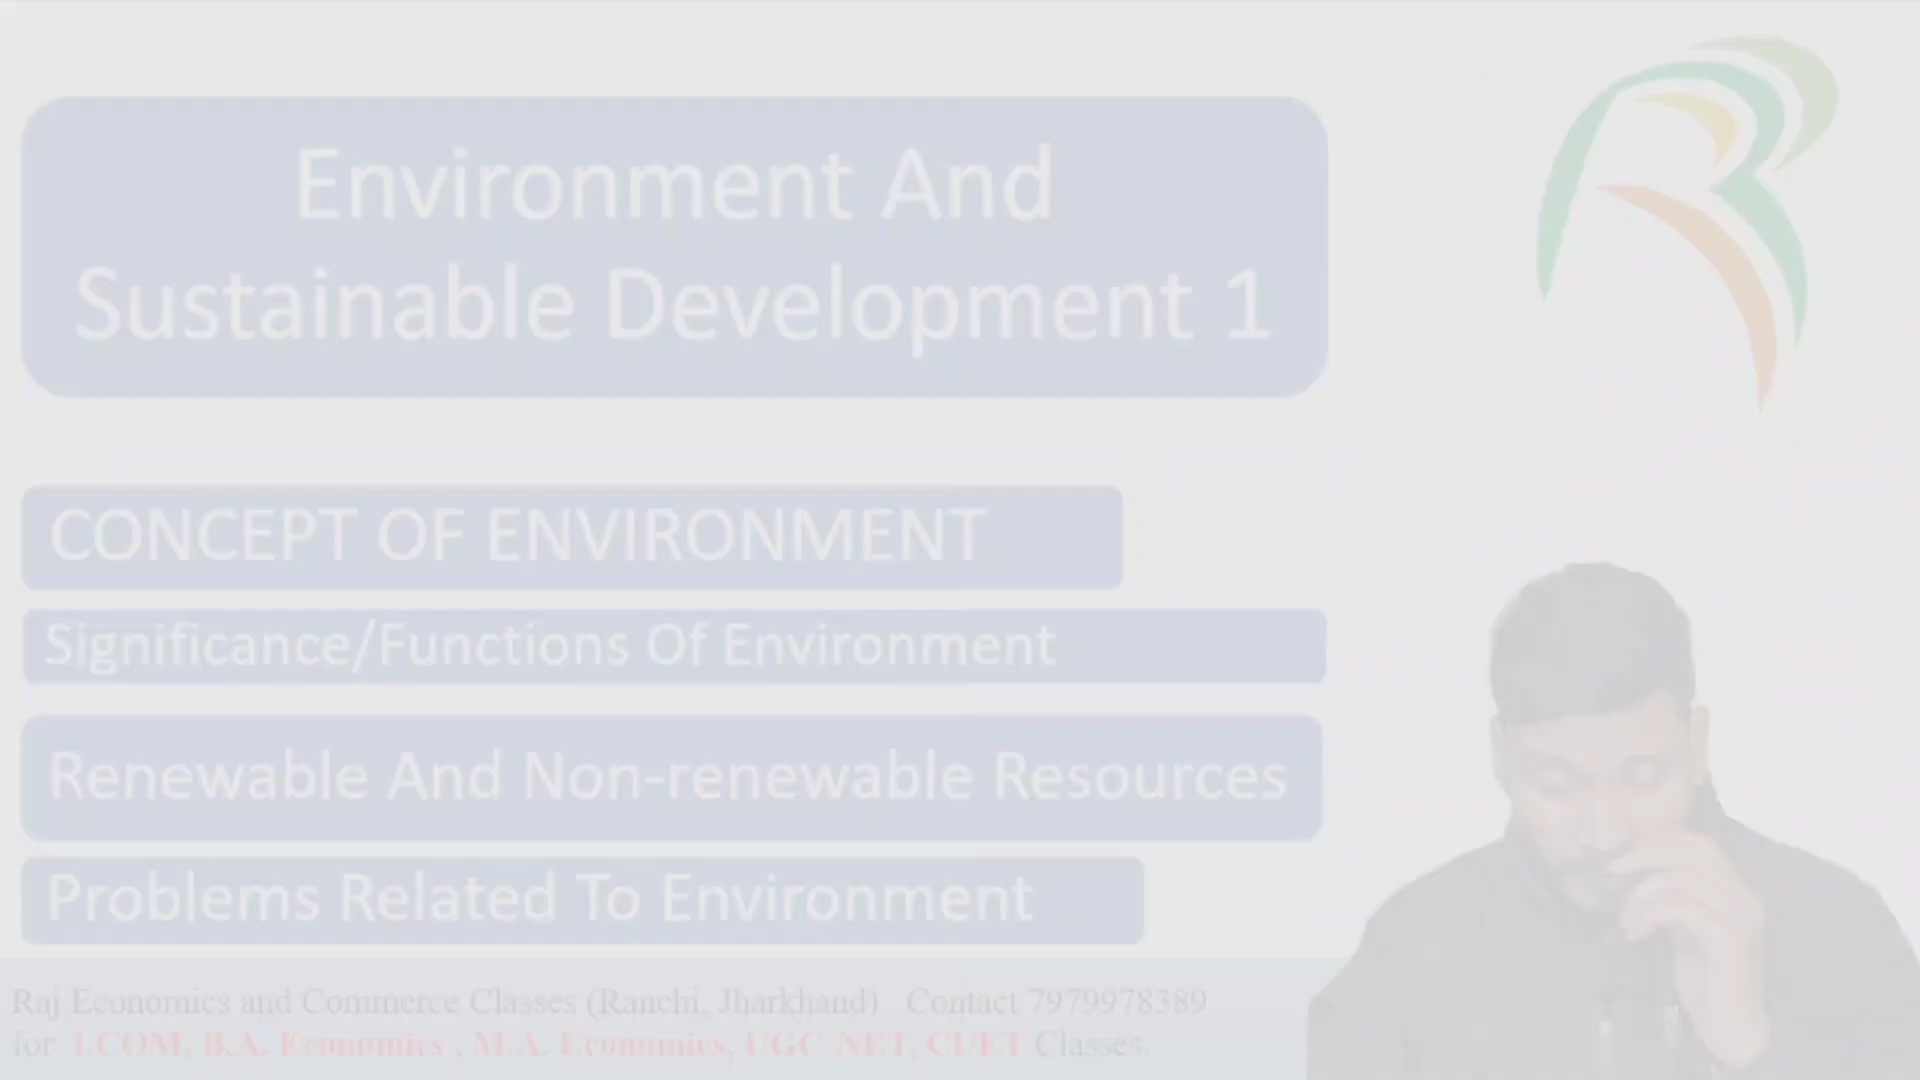 Environment And
Sustainable Development 1
CONCEPT OF ENVIRONMENT
Significance/Functions Of Environment
Renewable And Non-renewable Resources
Problems Related To Environment
Raj Economics and Commerce Classes (Ranchi, Jharkhand) Contact 7979978389
for I.COM, B.A. Economics , M.A. Economics, UGC NET, CUET Classes.